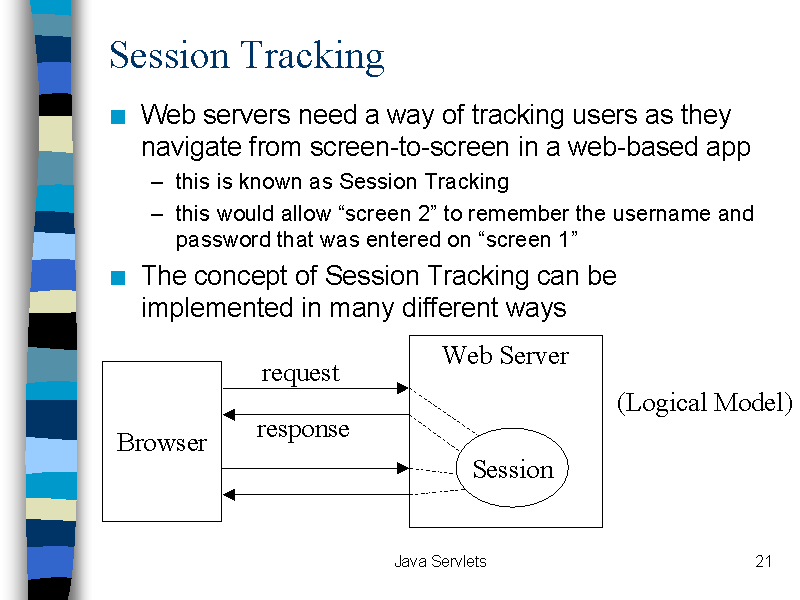 Session Tracking
Web servers need a way of tracking users as they
navigate from screen-to-screen in a web-based app
– this is known as Session Tracking
– this would allow “screen 2” to remember the username and
password that was entered on “screen 1”
The concept of Session Tracking can be
implemented in many different ways
Web Server
request
(Logical Model)
response
Browser
Session
Java Servlets
21